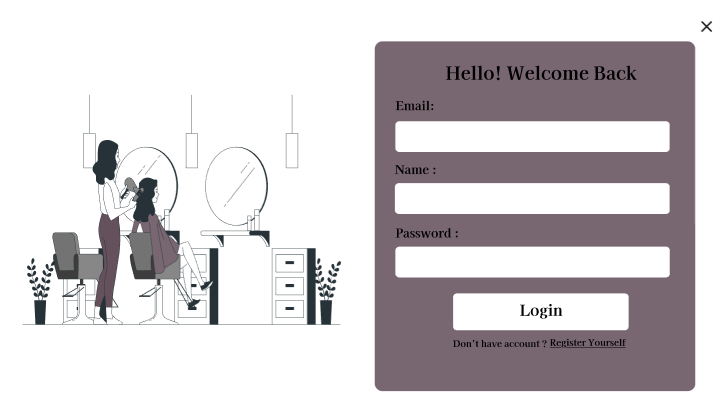 Hello! Welcome Back
Email:
Name :
Password :
Login
Don't have account ? Register Yourself